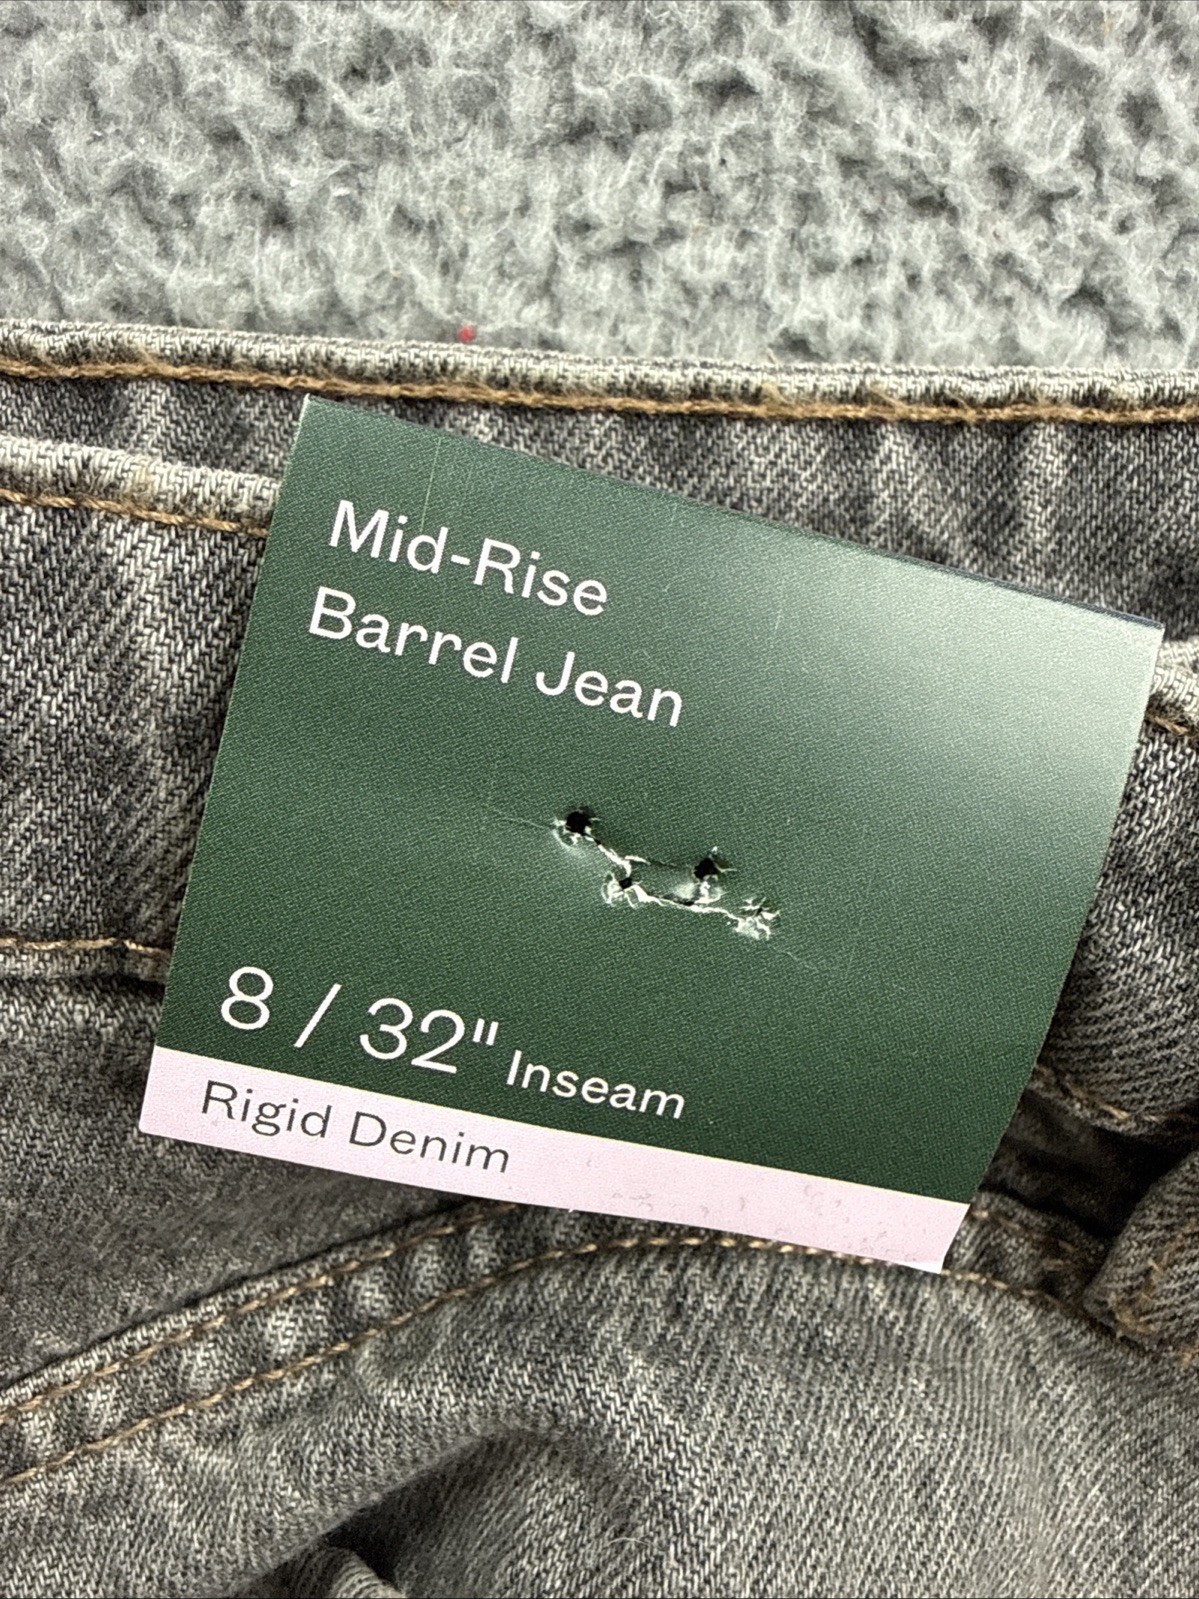 Mid-Rise
Barrel Jean
8 / 32" Inseam
Rigid Denim